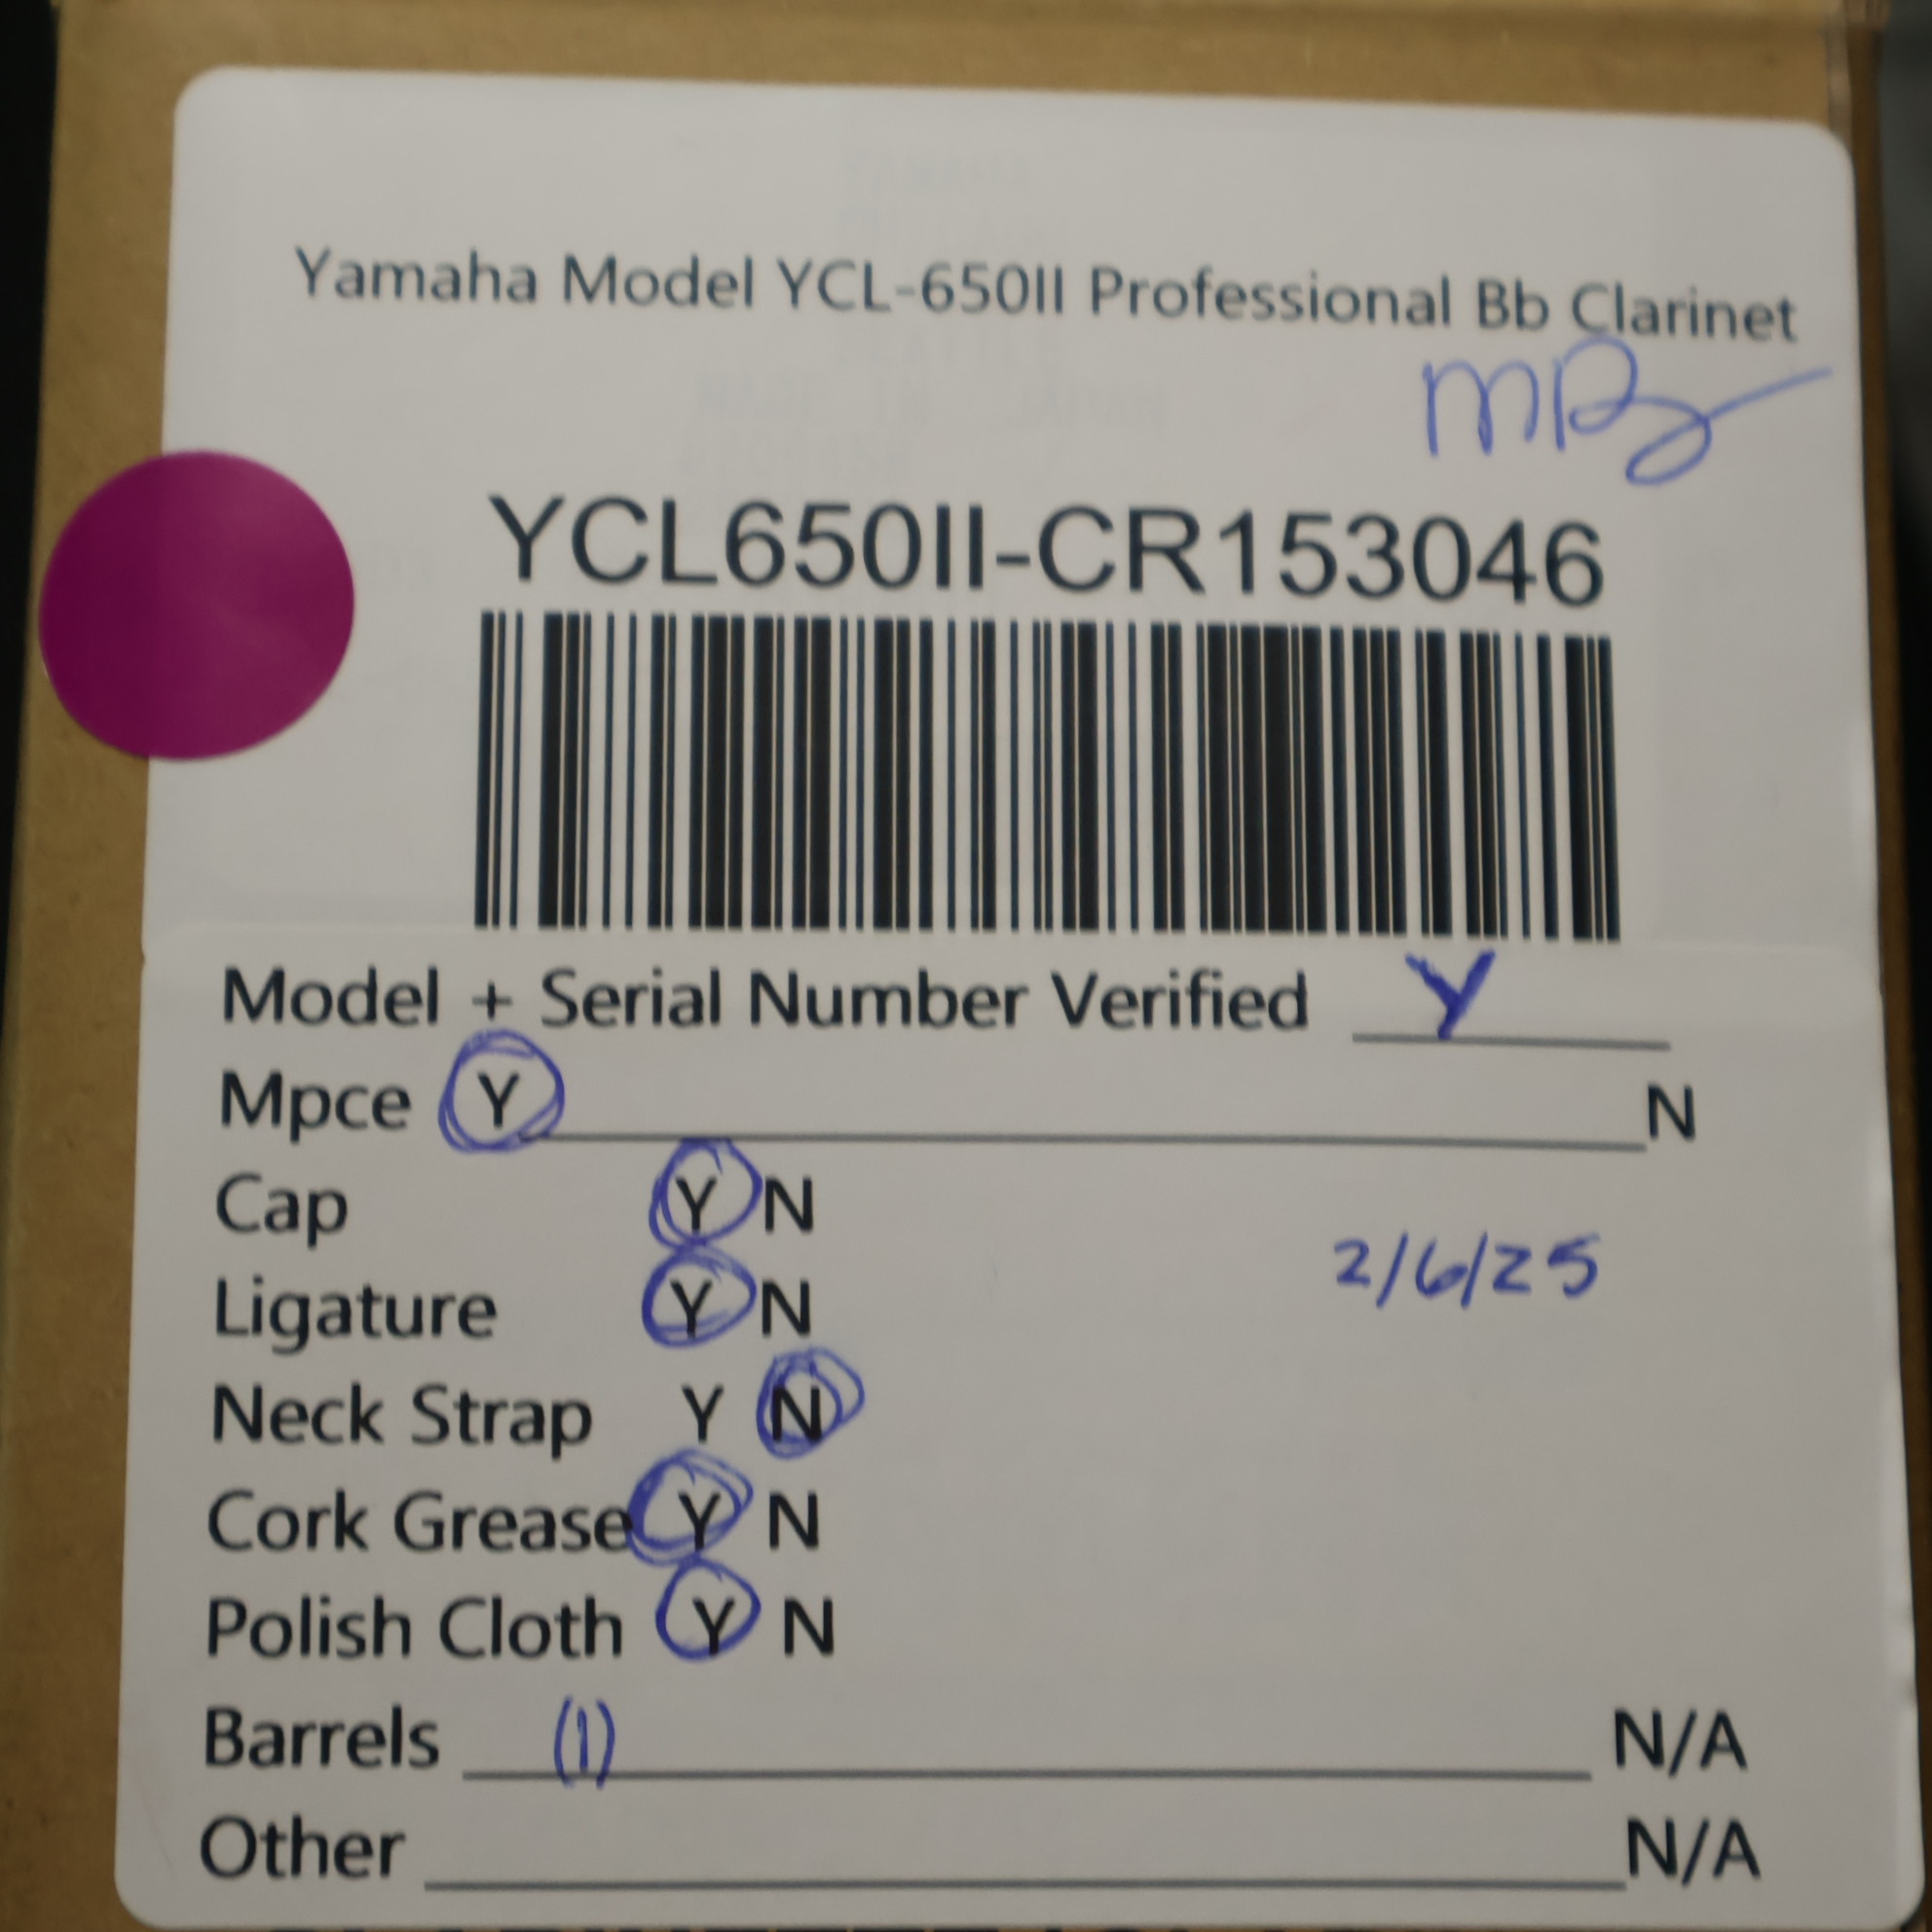 Yamaha Model YCL-650II Professional Bb Clarinet
YCL650II-CR153046
Model + Serial Number Verified Y
Mpce Y N
Cap Y N
2/6/25
Ligature Y N
Neck Strap Y N
Cork Grease Y N
Polish Cloth Y N
Barrels (1) N/A
Other N/A